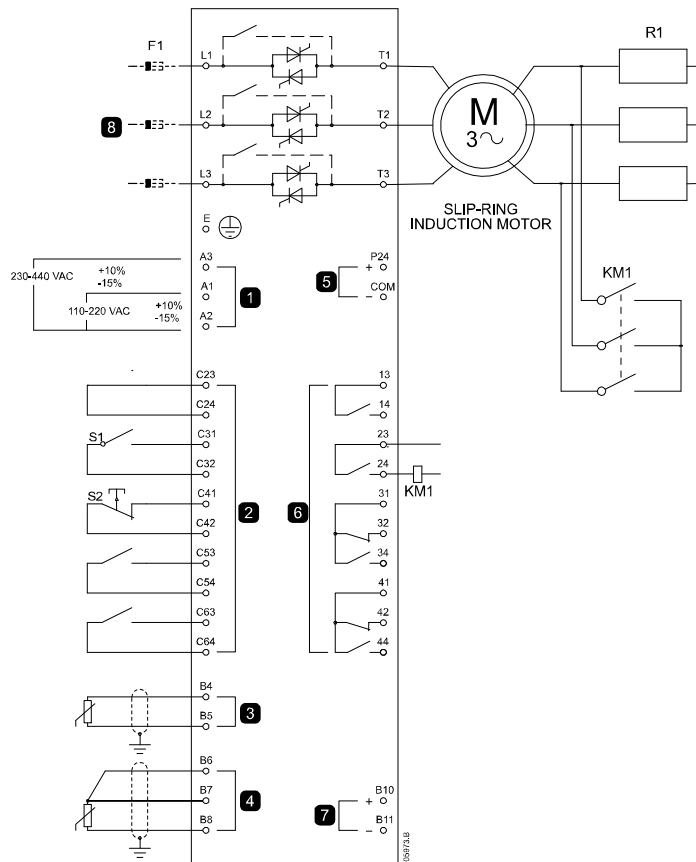 F1
L1
T1
R1
L2
T2
8
M
3
L3
T3
SLIP-RING
INDUCTION MOTOR
E
A3
P24
230-440 VAC
+10%
-15%
+
5
KM1
A1
1
COM
110-220 VAC
+10%
-15%
-
A2
C23
13
C24
14
S1
C31
23
C32
24
KM1
S2
C41
31
2
6
C42
32
C53
34
C54
41
C63
42
C64
44
B4
3
B5
B6
B7
4
B10
7
+
B8
-
B11
05973.B